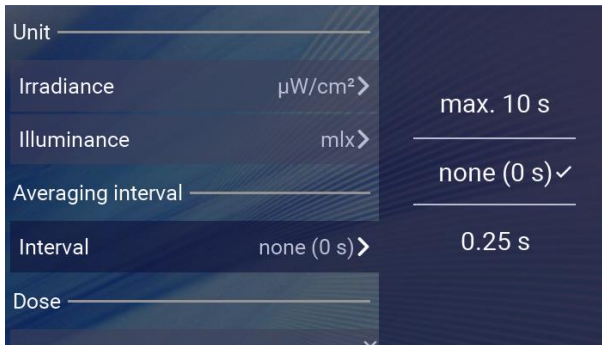 Unit
Irradiance µW/cm²
Illuminance mlx
Averaging interval
Interval none (0 s)
Dose
max. 10 s
none (0 s)
0.25 s